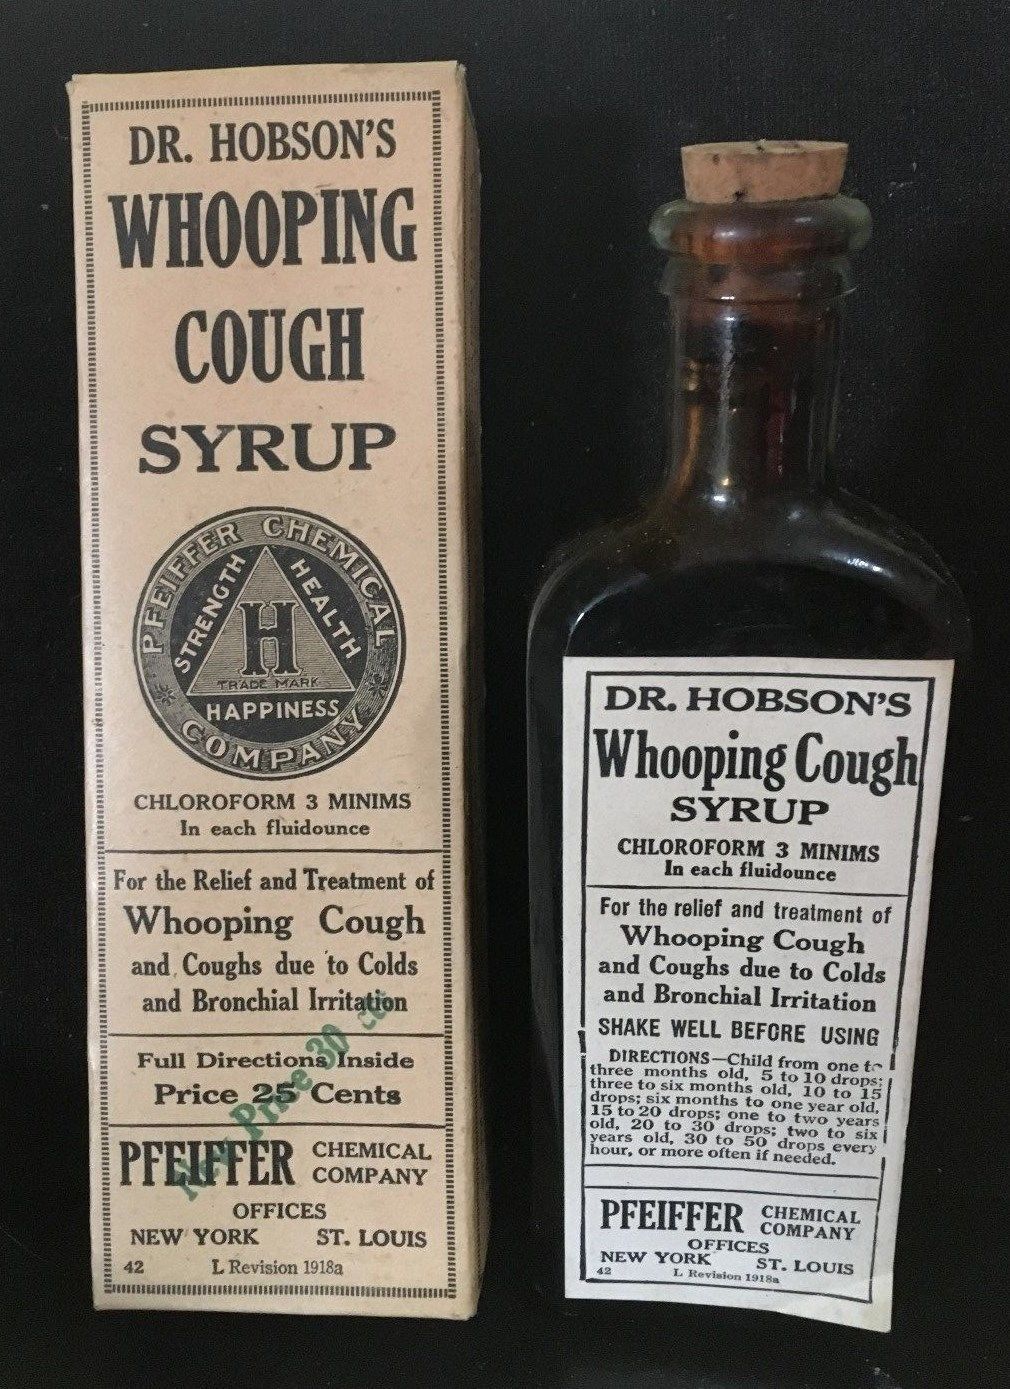 DR. HOBSON'S
WHOOPING
COUGH
SYRUP
PFEIFFER CHEMICAL
STRENGTH
HEALTH
H
TRADE MARK
HAPPINESS
COMPANY
CHLOROFORM 3 MINIMS
In each fluidounce
For the Relief and Treatment of
Whooping Cough
and Coughs due to Colds
and Bronchial Irritation
Full Directions Inside
Price 25 Cents
New Price 30 cts
PFEIFFER CHEMICAL
COMPANY
OFFICES
NEW YORK ST. LOUIS
42 L Revision 1918a
DR. HOBSON'S
Whooping Cough
SYRUP
CHLOROFORM 3 MINIMS
In each fluidounce
For the relief and treatment of
Whooping Cough
and Coughs due to Colds
and Bronchial Irritation
SHAKE WELL BEFORE USING
DIRECTIONS—Child from one to
three months old, 5 to 10 drops;
three to six months old, 10 to 15
drops; six months to one year old,
15 to 20 drops; one to two years
old, 20 to 30 drops; two to six
years old, 30 to 50 drops every
hour, or more often if needed.
PFEIFFER CHEMICAL
COMPANY
OFFICES
NEW YORK ST. LOUIS
42 L Revision 1918a